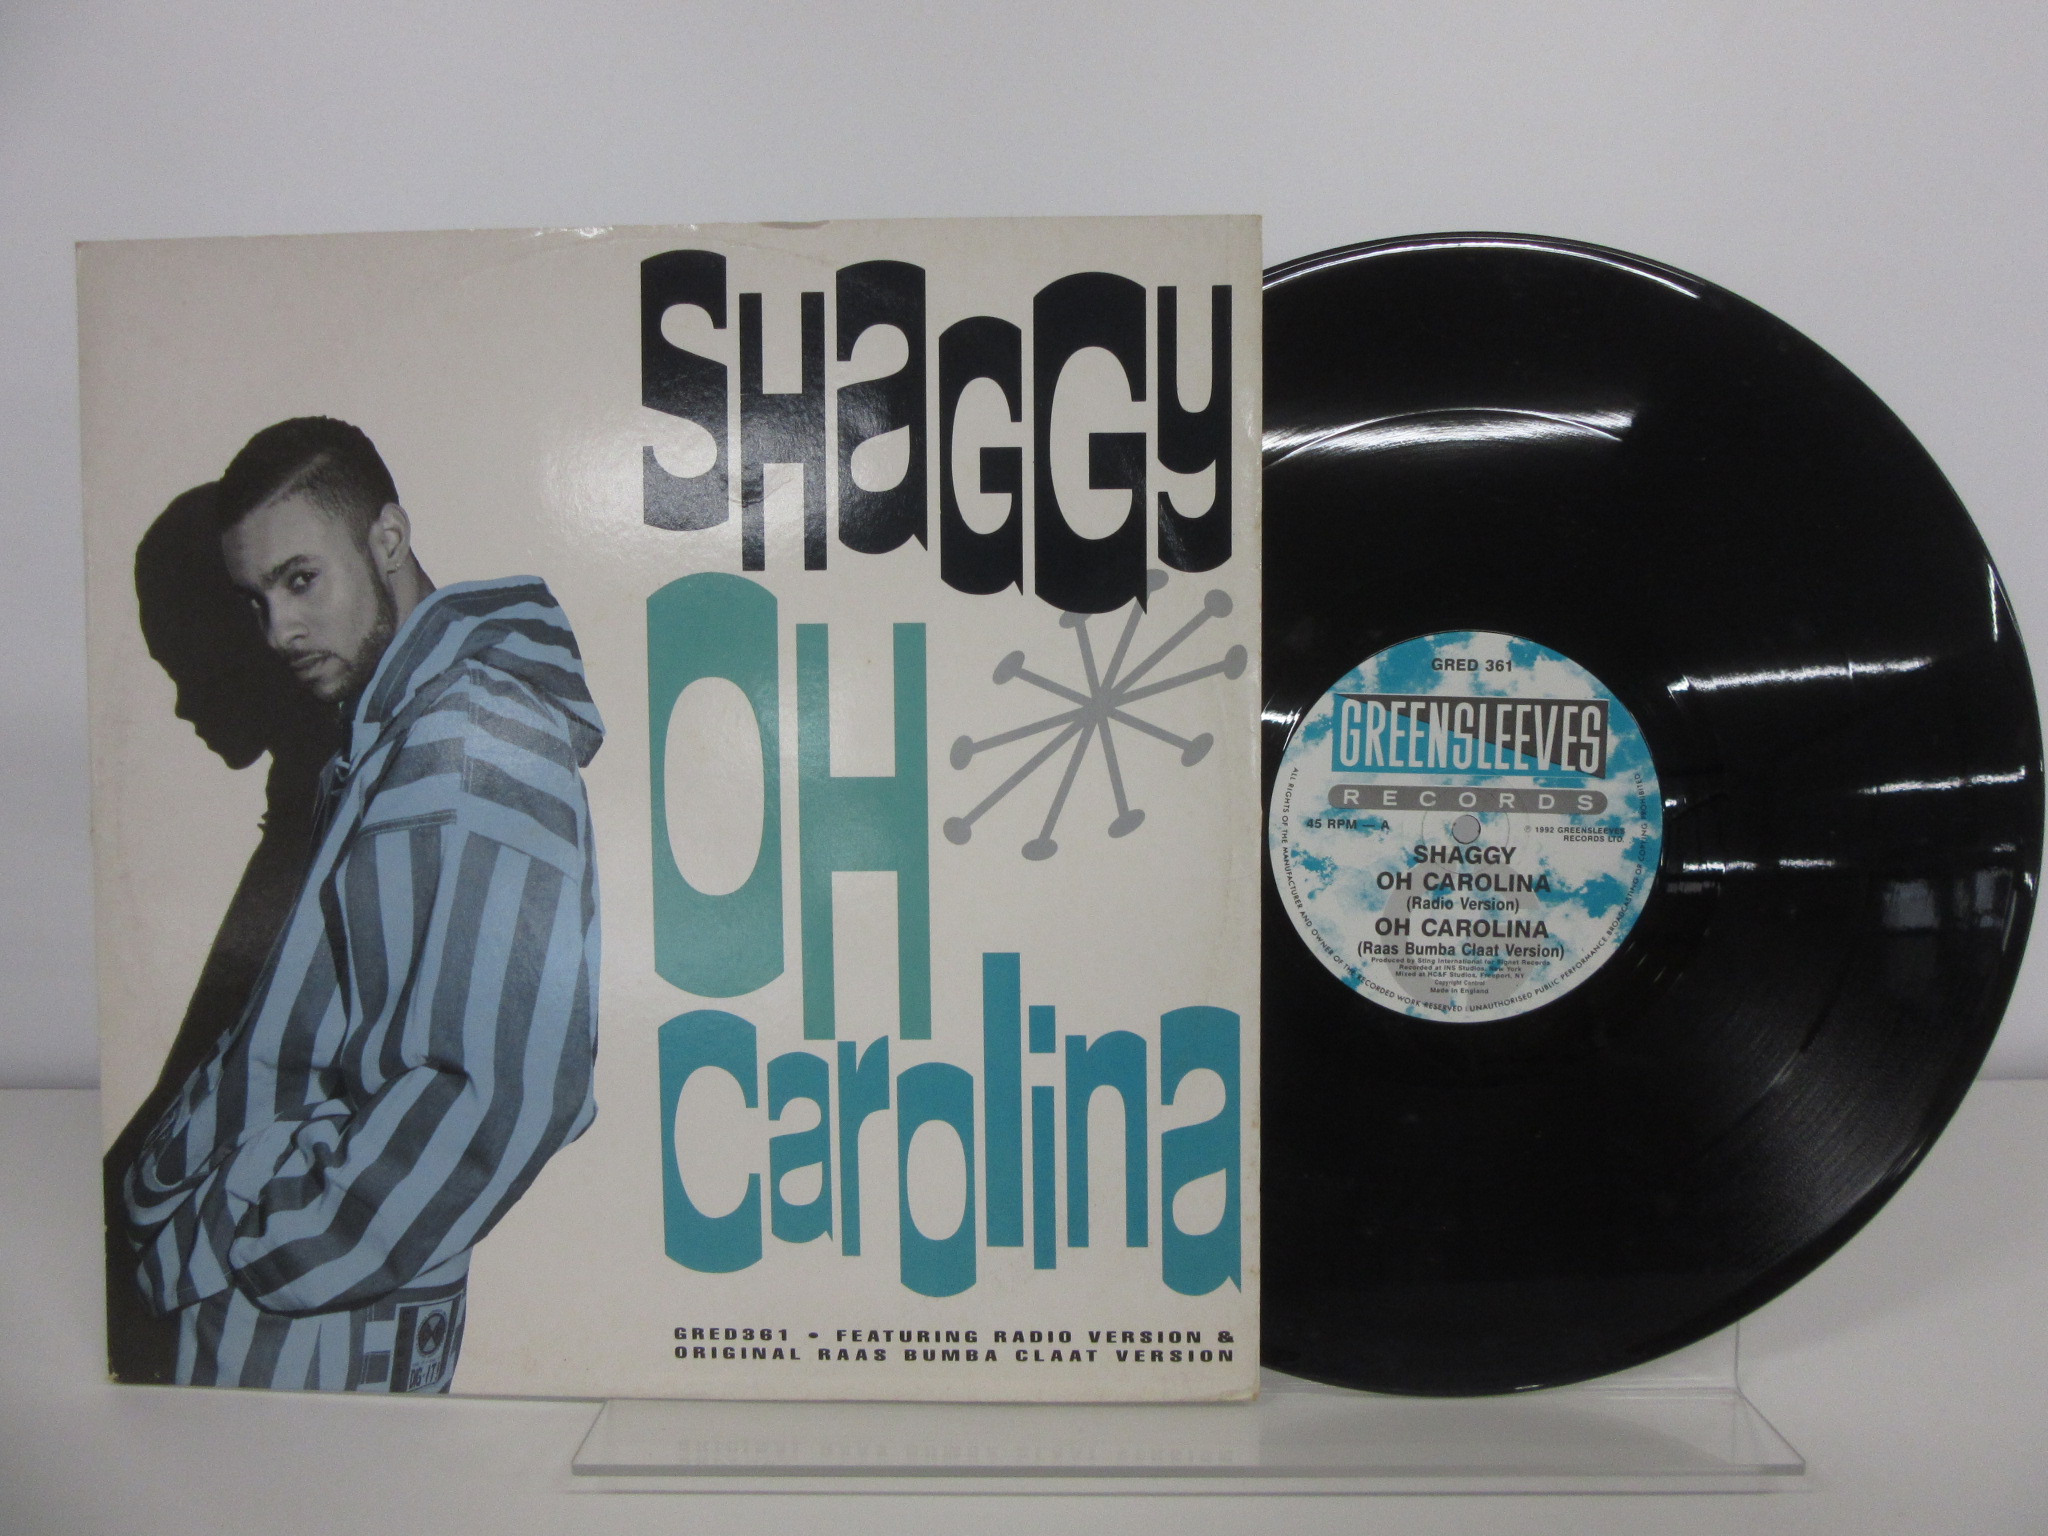 SHaGGy
OH
carolina
GRED361 • FEATURING RADIO VERSION &
ORIGINAL RAAS BUMBA CLAAT VERSION
DIG-IT!
GRED 361
GREENSLEEVES
RECORDS
45 RPM — A
℗ 1992 GREENSLEEVES
RECORDS LTD.
SHAGGY
OH CAROLINA
(Radio Version)
OH CAROLINA
(Raas Bumba Claat Version)
Produced by Sting International for Signet Records
Recorded at INS Studios, New York
Mixed at HC&F Studios, Freeport, NY
Copyright Control
Made in England
ALL RIGHTS OF THE MANUFACTURER AND OWNER OF THE RECORDED WORK RESERVED · UNAUTHORISED PUBLIC PERFORMANCE BROADCASTING OR COPYING PROHIBITED.